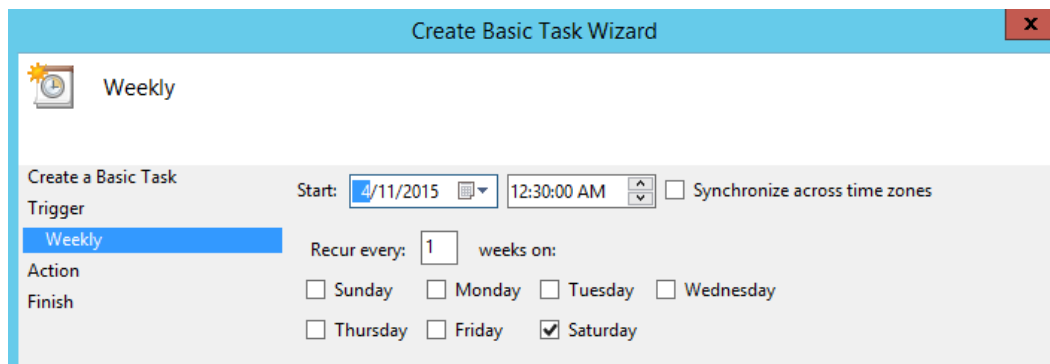 Create Basic Task Wizard
x
Weekly
Create a Basic Task
Trigger
Weekly
Action
Finish
Start: 4/11/2015 12:30:00 AM Synchronize across time zones
Recur every: 1 weeks on:
Sunday Monday Tuesday Wednesday
Thursday Friday Saturday